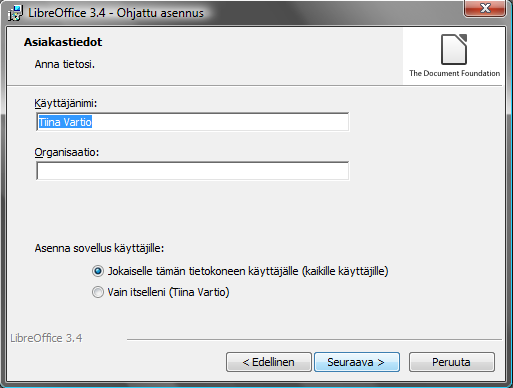 LibreOffice 3.4 - Ohjattu asennus
Asiakastiedot
Anna tietosi.
The Document Foundation
Käyttäjänimi:
Tiina Vartio
Organisaatio:
Asenna sovellus käyttäjille:
Jokaiselle tämän tietokoneen käyttäjälle (kaikille käyttäjille)
Vain itselleni (Tiina Vartio)
LibreOffice 3.4
< Edellinen
Seuraava >
Peruuta